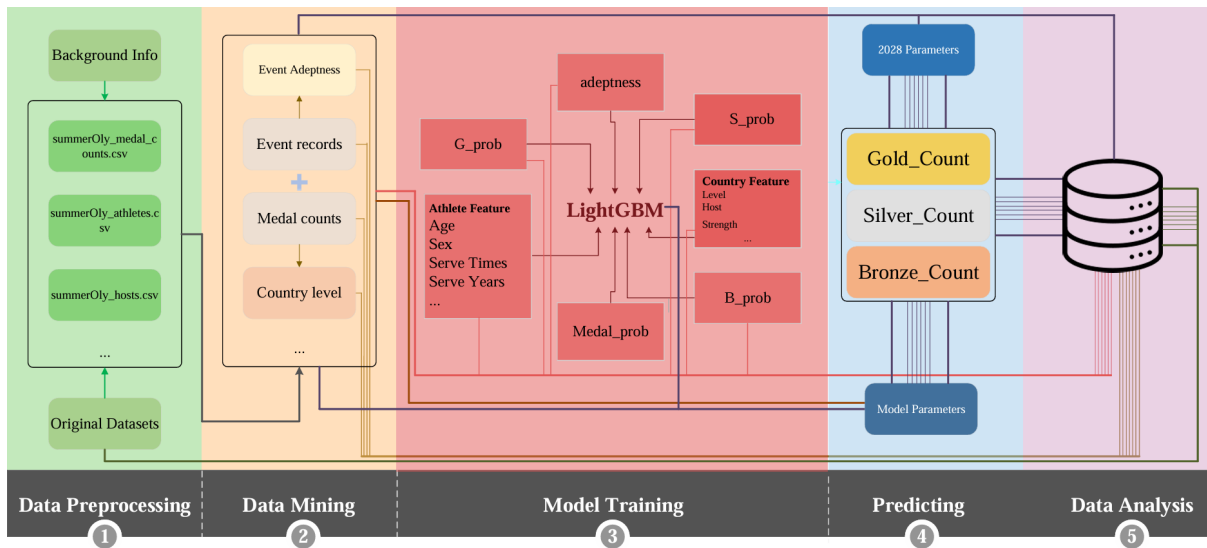 Background Info
summerOly_medal_c
ounts.csv
summerOly_athletes.c
sv
summerOly_hosts.csv
...
Original Datasets
Event Adeptness
Event records
Medal counts
Country level
...
adeptness
G_prob
S_prob
Athlete Feature
Age
Sex
Serve Times
Serve Years
...
LightGBM
Country Feature
Level
Host
Strength
...
Medal_prob
B_prob
2028 Parameters
Gold_Count
Silver_Count
Bronze_Count
Model Parameters
Data Preprocessing
1
Data Mining
2
Model Training
3
Predicting
4
Data Analysis
5